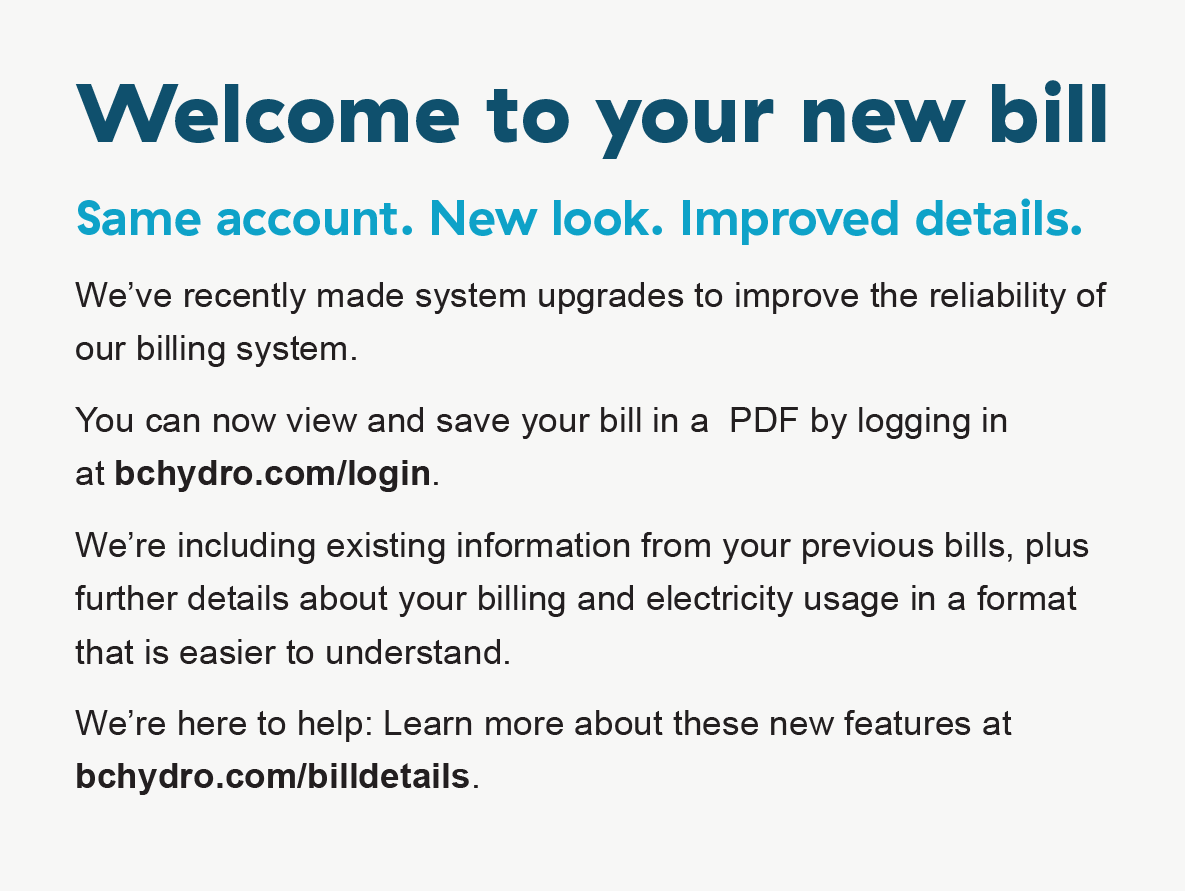 Welcome to your new bill
Same account. New look. Improved details.
We’ve recently made system upgrades to improve the reliability of
our billing system.
You can now view and save your bill in a  PDF by logging in
at bchydro.com/login.
We’re including existing information from your previous bills, plus
further details about your billing and electricity usage in a format
that is easier to understand.
We’re here to help: Learn more about these new features at
bchydro.com/billdetails.